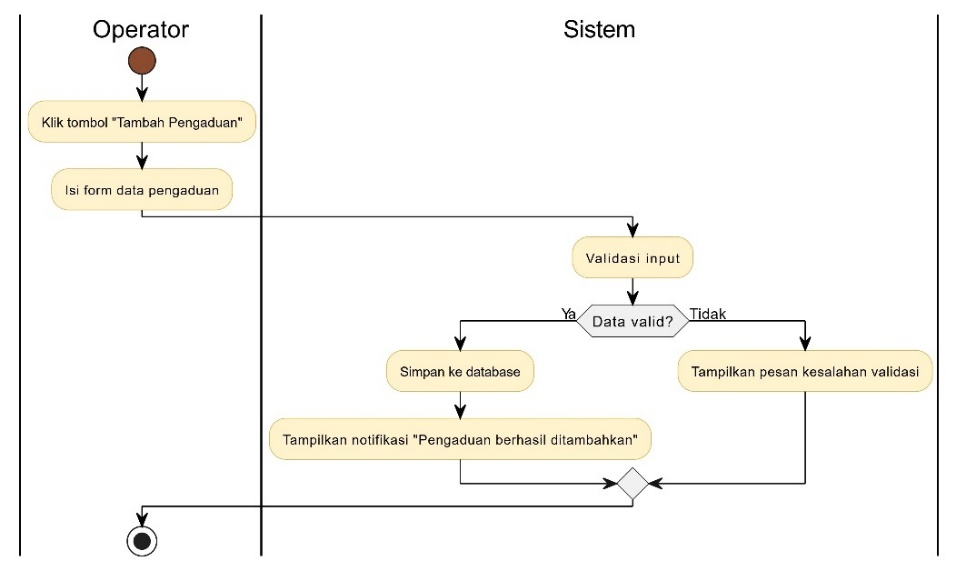 Operator
Sistem
Klik tombol "Tambah Pengaduan"
Isi form data pengaduan
Validasi input
Ya
Data valid?
Tidak
Simpan ke database
Tampilkan pesan kesalahan validasi
Tampilkan notifikasi "Pengaduan berhasil ditambahkan"